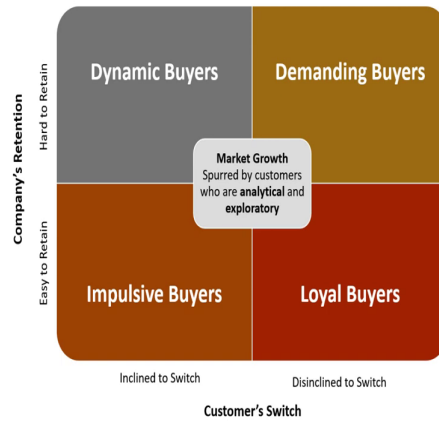 Company's Retention
Hard to Retain
Easy to Retain
Dynamic Buyers
Demanding Buyers
Market Growth
Spurred by customers
who are analytical and
exploratory
Impulsive Buyers
Loyal Buyers
Inclined to Switch
Disinclined to Switch
Customer's Switch